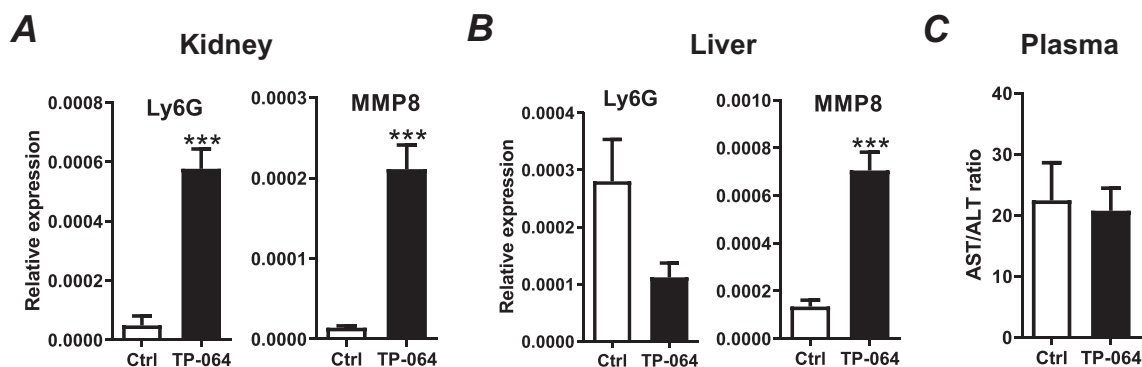 A
Kidney
Relative expression
Ly6G
0.0008
0.0006
0.0004
0.0002
0.0000
***
Ctrl TP-064
MMP8
0.0003
0.0002
0.0001
0.0000
***
Ctrl TP-064
B
Liver
Relative expression
Ly6G
0.0004
0.0003
0.0002
0.0001
0.0000
Ctrl TP-064
MMP8
0.0010
0.0008
0.0006
0.0004
0.0002
0.0000
***
Ctrl TP-064
C
Plasma
AST/ALT ratio
40
30
20
10
0
Ctrl TP-064